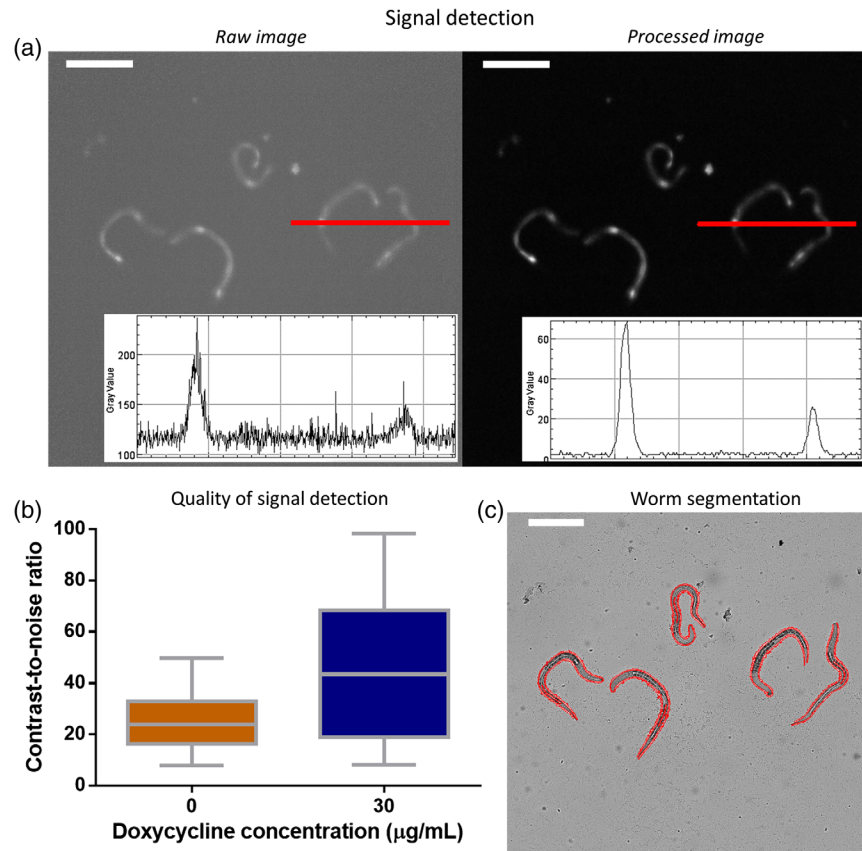 Signal detection
(a)
Raw image
Processed image
Gray Value
200
150
100
Gray Value
60
40
20
0
(b)
Quality of signal detection
Contrast-to-noise ratio
100
80
60
40
20
0
0
30
Doxycycline concentration (μg/mL)
(c)
Worm segmentation